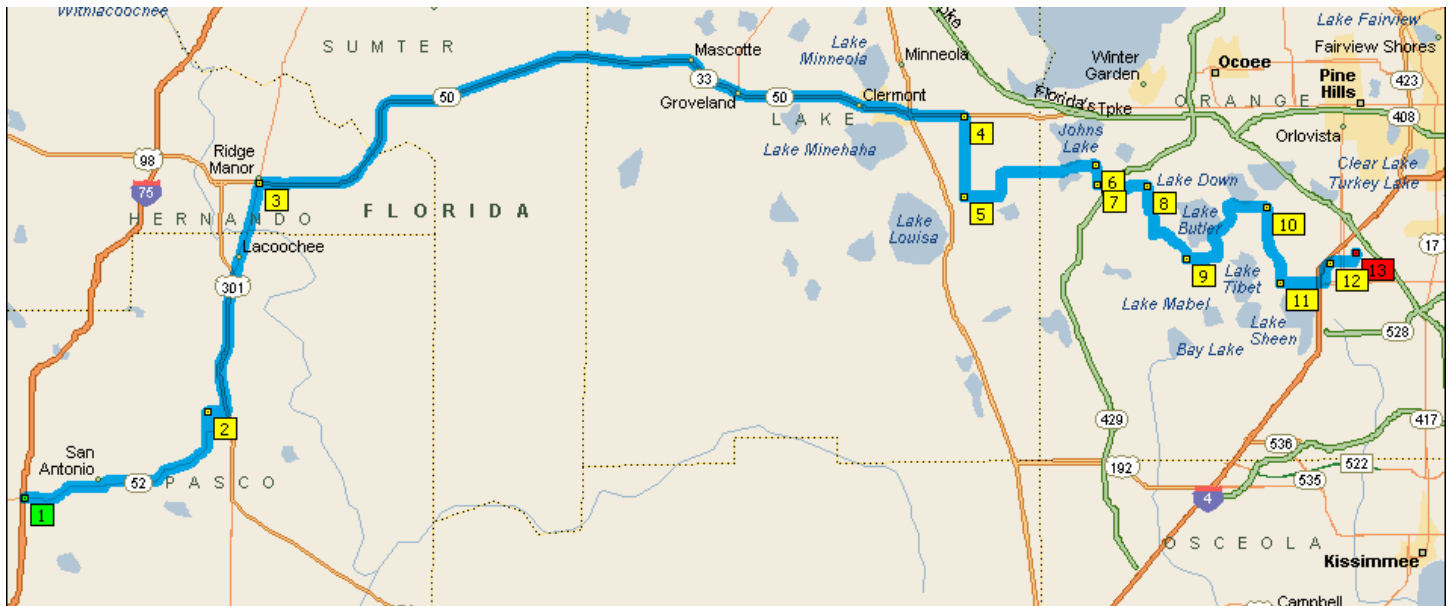 Withlacoochee
SUMTER
Mascotte
33
50
Groveland
50
Lake
Minneola
Minneola
Clermont
LAKE
Lake Minehaha
Winter
Garden
Ocoee
Lake Fairview
Fairview Shores
Pine
Hills
423
ORANGE
Florida's Tpke
408
Orlovista
Johns
Lake
Clear Lake
Turkey Lake
98
75
Ridge
Manor
3
HERNANDO
FLORIDA
Lacoochee
301
4
5
6
7
8
Lake Down
Lake
Butler
9
10
Lake
Louisa
Lake
Tibet
11
12
13
17
Lake Mabel
Lake
Sheen
Bay Lake
528
2
San
Antonio
52
PASCO
1
429
417
192
536
522
535
4
OSCEOLA
Kissimmee
Campbell